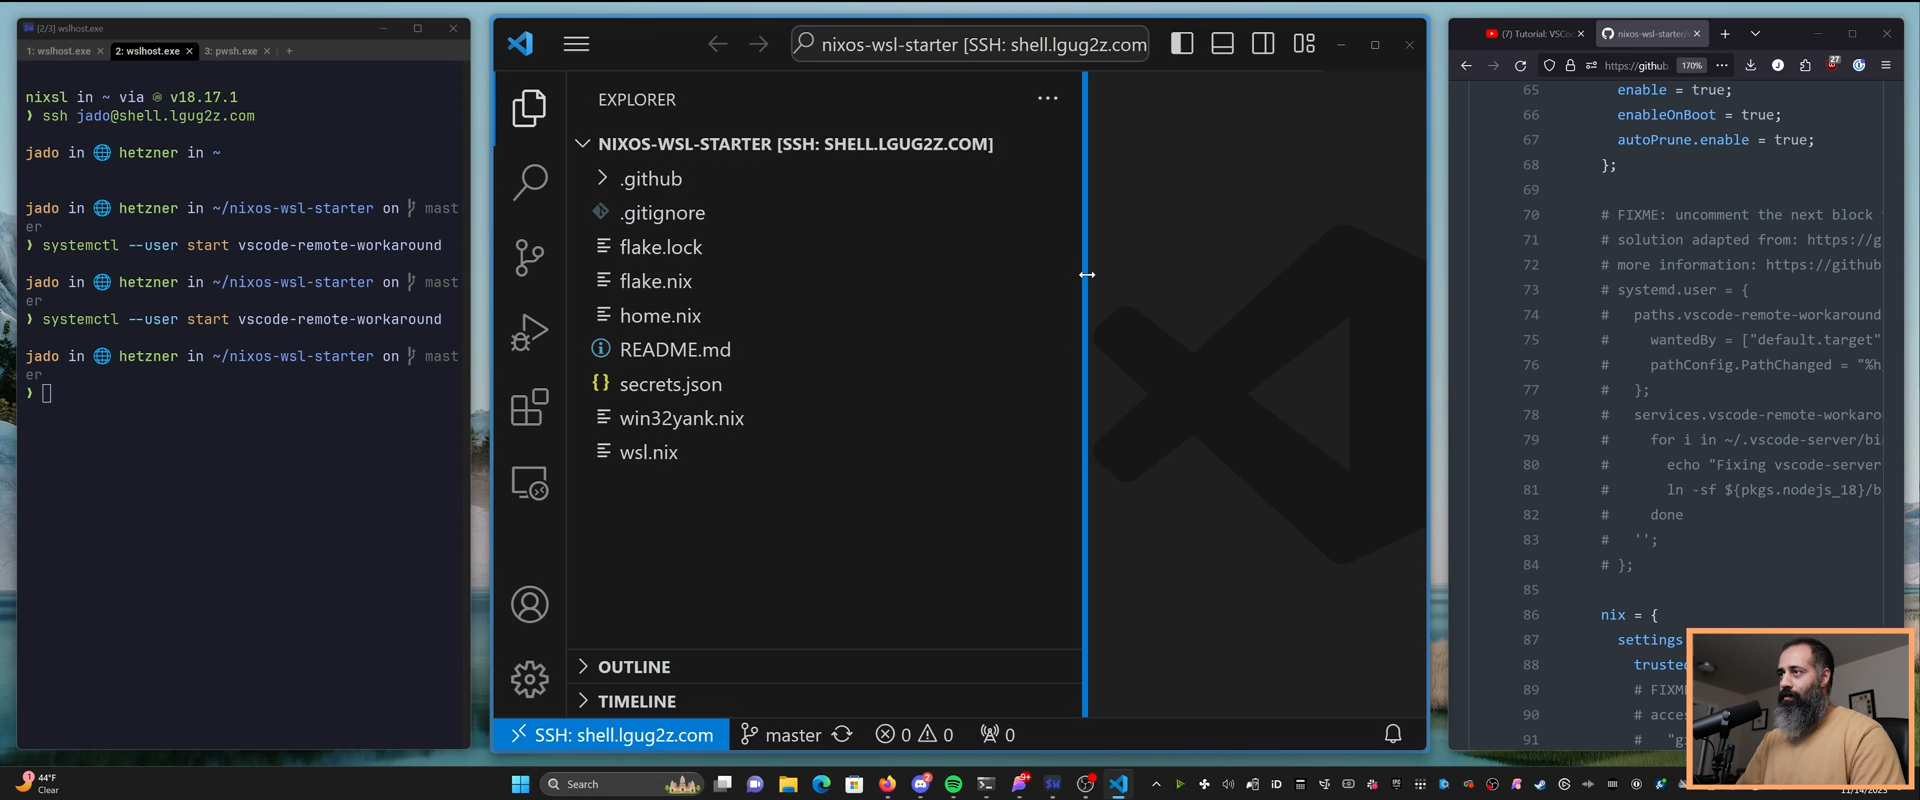 [2/3] wslhost.exe
1: wslhost.exe
2: wslhost.exe
3: pwsh.exe
nixsl in ~ via v18.17.1
❯ ssh jado@shell.lgug2z.com
jado in 🌐 hetzner in ~
jado in 🌐 hetzner in ~/nixos-wsl-starter on mast
er
❯ systemctl --user start vscode-remote-workaround
jado in 🌐 hetzner in ~/nixos-wsl-starter on mast
er
❯ systemctl --user start vscode-remote-workaround
jado in 🌐 hetzner in ~/nixos-wsl-starter on mast
er
❯
nixos-wsl-starter [SSH: shell.lgug2z.com
EXPLORER
NIXOS-WSL-STARTER [SSH: SHELL.LGUG2Z.COM]
.github
.gitignore
flake.lock
flake.nix
home.nix
README.md
secrets.json
win32yank.nix
wsl.nix
OUTLINE
TIMELINE
SSH: shell.lgug2z.com
master
0
0
0
(7) Tutorial: VSCo
nixos-wsl-starter/
https://github
170%
27
65 enable = true;
66 enableOnBoot = true;
67 autoPrune.enable = true;
68 };
69
70 # FIXME: uncomment the next block
71 # solution adapted from: https://g
72 # more information: https://github
73 # systemd.user = {
74 # paths.vscode-remote-workaround
75 # wantedBy = ["default.target"
76 # pathConfig.PathChanged = "%h
77 # };
78 # services.vscode-remote-workaro
79 # for i in ~/.vscode-server/bi
80 # echo "Fixing vscode-server
81 # ln -sf ${pkgs.nodejs_18}/b
82 # done
83 # '';
84 # };
85
86 nix = {
87 settings
88 truste
89 # FIXM
90 # acce
91 # "g
1
44°F
Clear
Search
2
9+
iD
11/14/2023